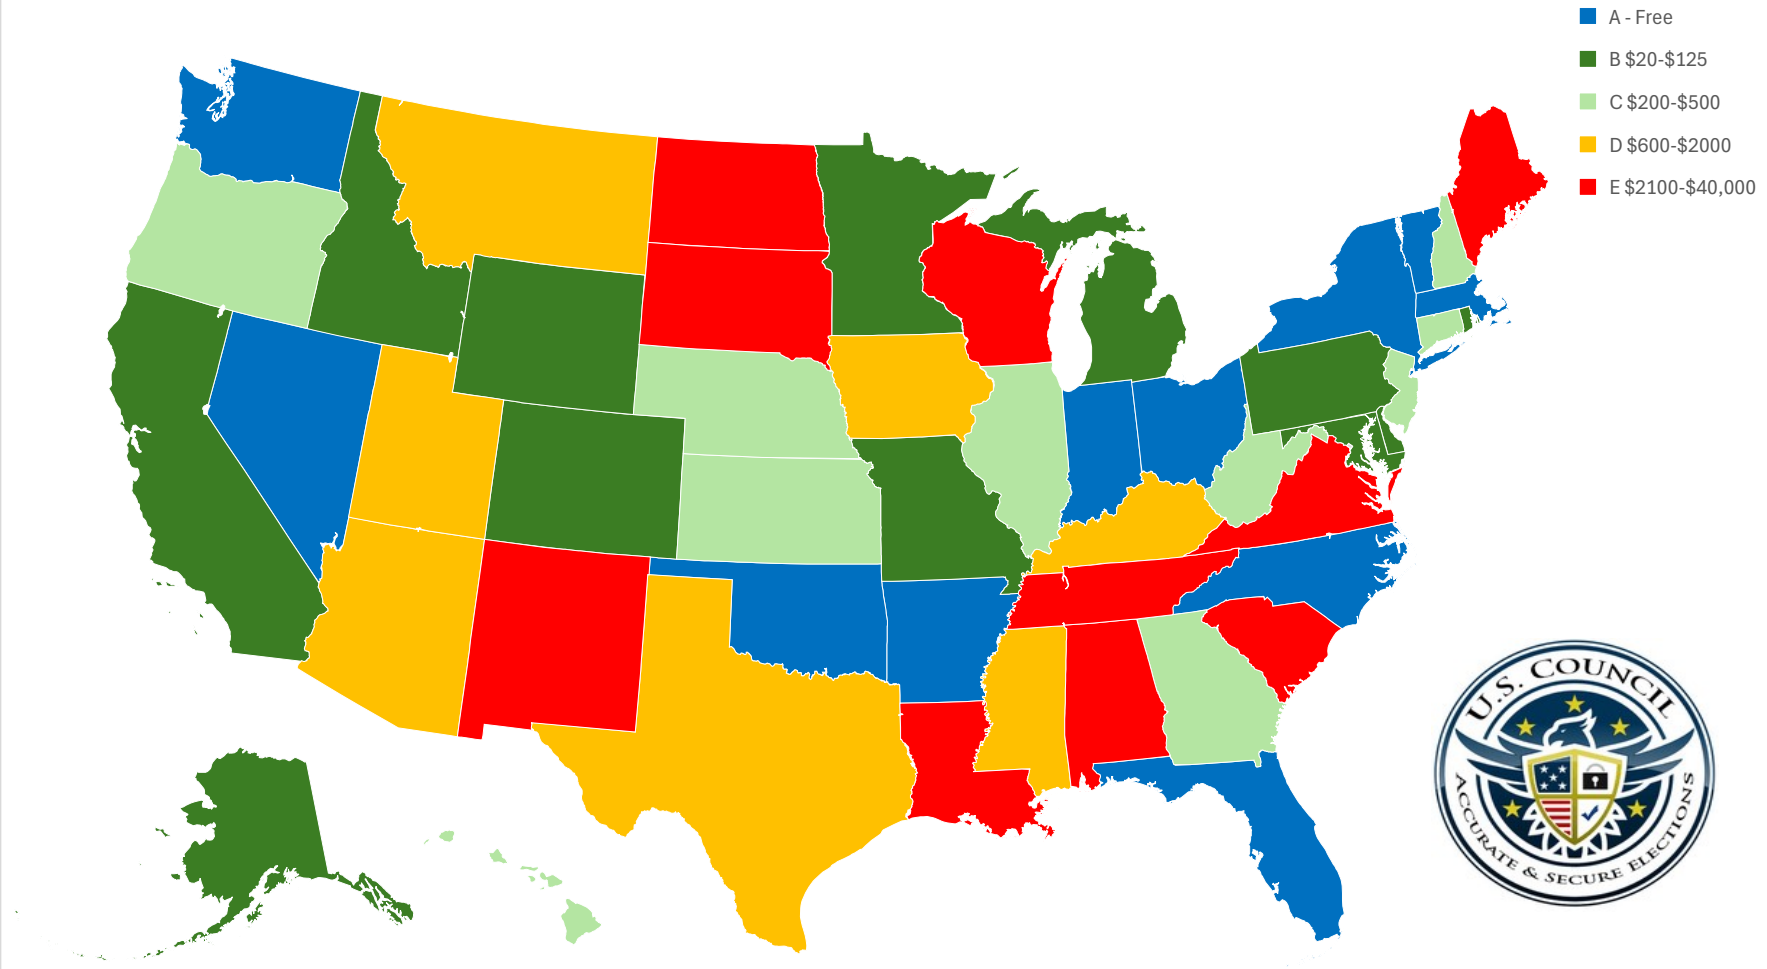 A - Free
B $20-$125
C $200-$500
D $600-$2000
E $2100-$40,000
U.S. COUNCIL
ACCURATE & SECURE ELECTIONS